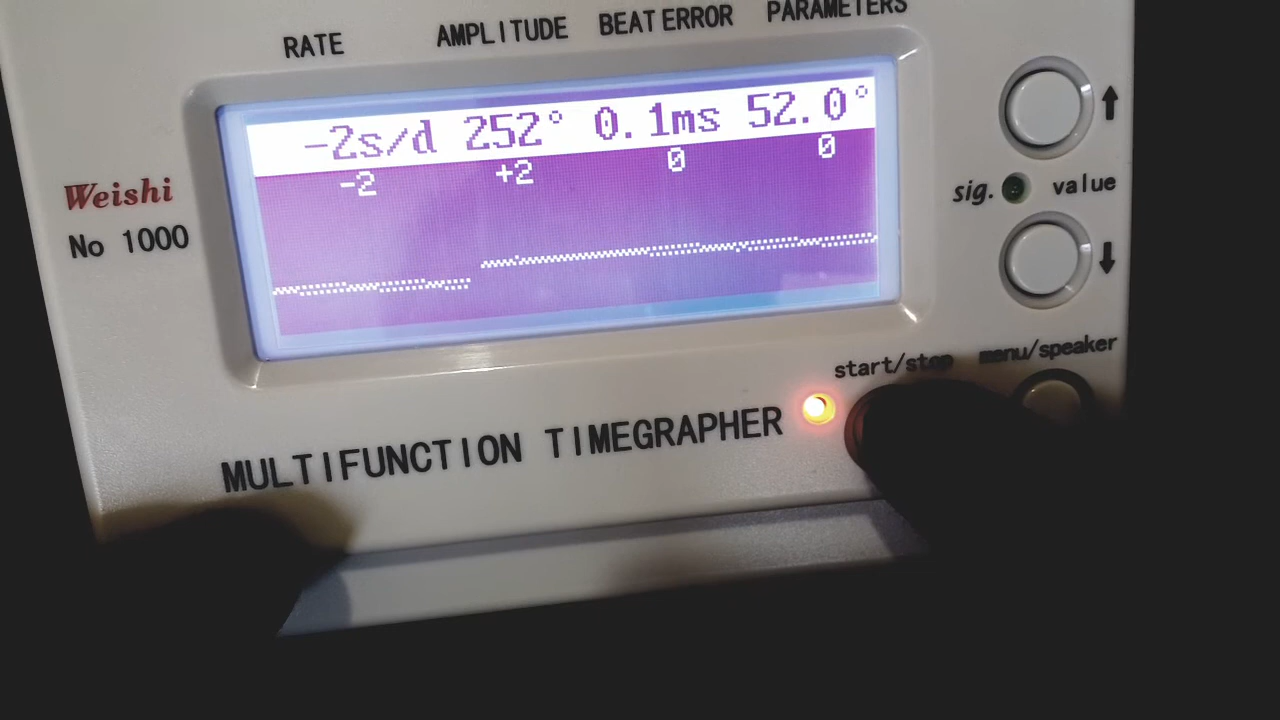 RATE AMPLITUDE BEAT ERROR PARAMETERS
-2s/d 252° 0.1ms 52.0°
-2 +2 0 0
Weishi
No 1000
sig. value
start/stop menu/speaker
MULTIFUNCTION TIMEGRAPHER